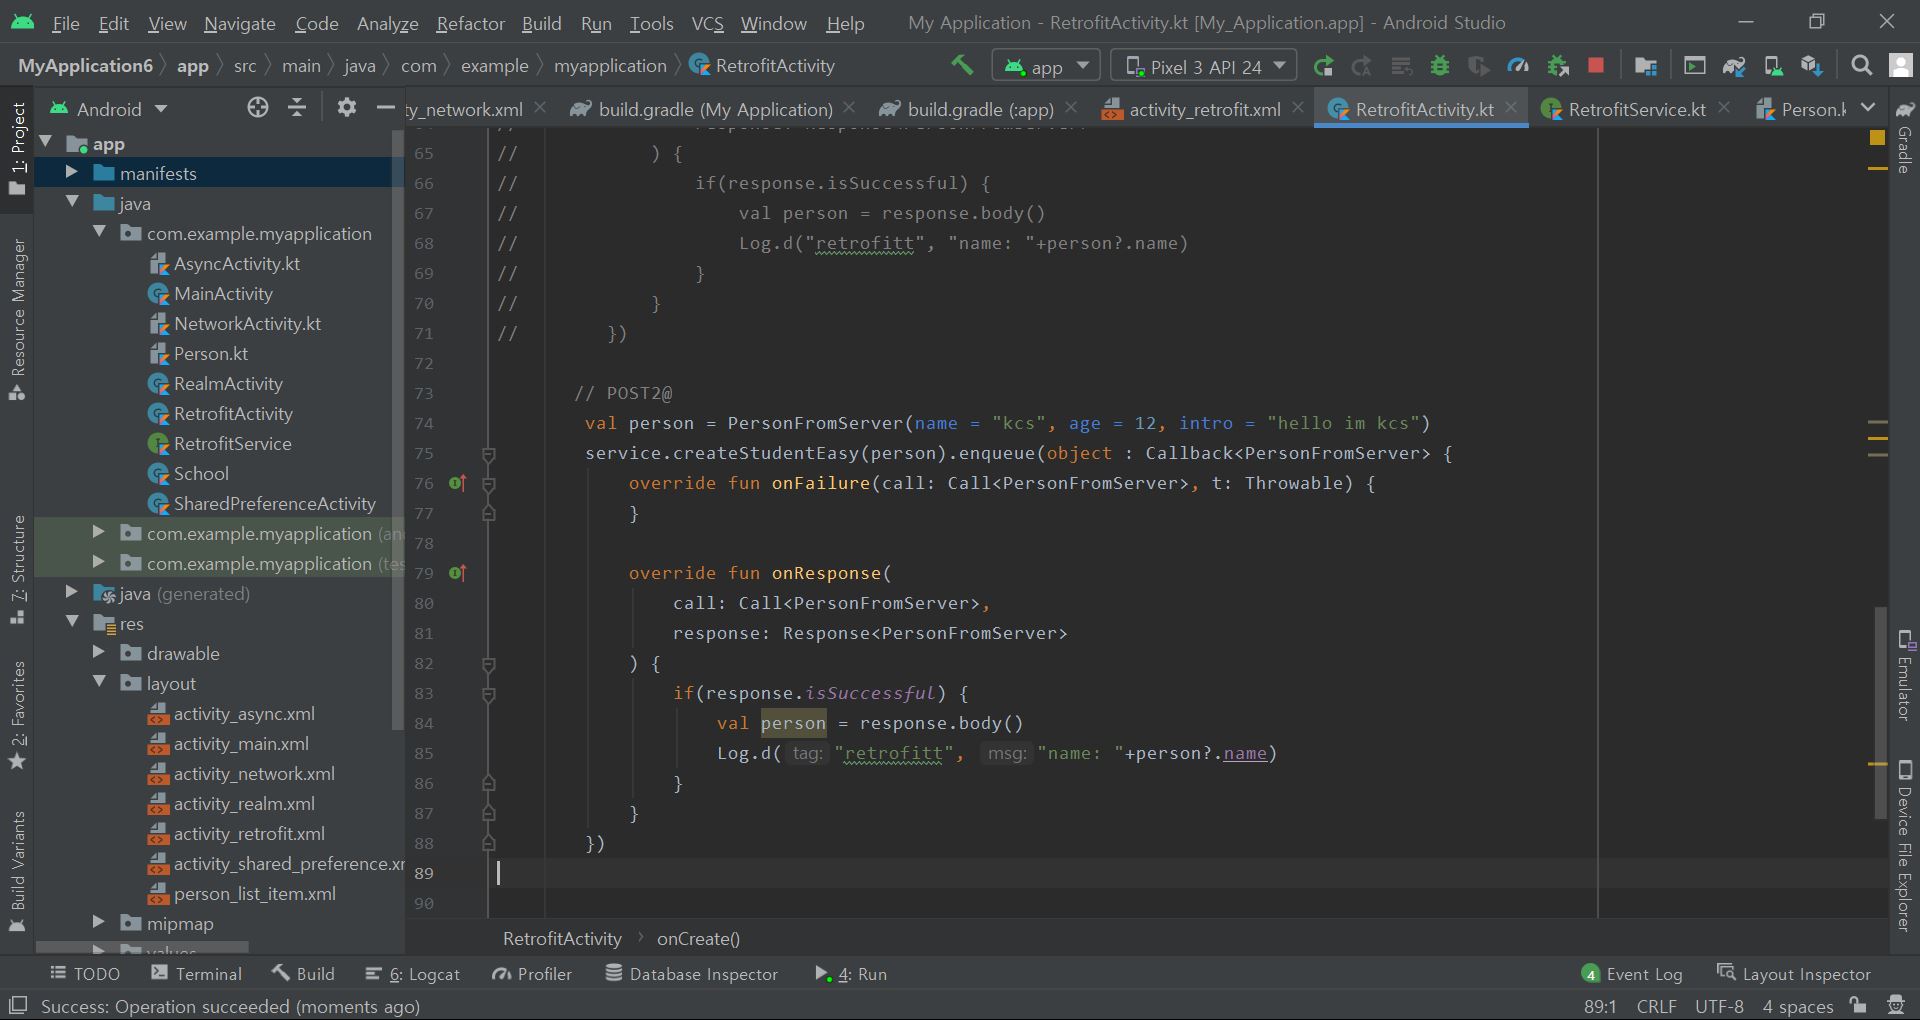 File Edit View Navigate Code Analyze Refactor Build Run Tools VCS Window Help My Application - RetrofitActivity.kt [My_Application.app] - Android Studio
MyApplication6 app src main java com example myapplication RetrofitActivity app Pixel 3 API 24
Android
ty_network.xml build.gradle (My Application) build.gradle (:app) activity_retrofit.xml RetrofitActivity.kt RetrofitService.kt Person.k
1: Project
Resource Manager
7: Structure
2: Favorites
Build Variants
app
manifests
java
com.example.myapplication
AsyncActivity.kt
MainActivity
NetworkActivity.kt
Person.kt
RealmActivity
RetrofitActivity
RetrofitService
School
SharedPreferenceActivity
com.example.myapplication (an
com.example.myapplication (tes
java (generated)
res
drawable
layout
activity_async.xml
activity_main.xml
activity_network.xml
activity_realm.xml
activity_retrofit.xml
activity_shared_preference.xr
person_list_item.xml
mipmap
values
65 // ) {
66 // if(response.isSuccessful) {
67 // val person = response.body()
68 // Log.d("retrofitt", "name: "+person?.name)
69 // }
70 // }
71 // })
72
73 // POST2@
74 val person = PersonFromServer(name = "kcs", age = 12, intro = "hello im kcs")
75 service.createStudentEasy(person).enqueue(object : Callback<PersonFromServer> {
76 override fun onFailure(call: Call<PersonFromServer>, t: Throwable) {
77 }
78
79 override fun onResponse(
80 call: Call<PersonFromServer>,
81 response: Response<PersonFromServer>
82 ) {
83 if(response.isSuccessful) {
84 val person = response.body()
85 Log.d( tag: "retrofitt", msg: "name: "+person?.name)
86 }
87 }
88 })
89
90
RetrofitActivity onCreate()
Gradle
Emulator
Device File Explorer
TODO Terminal Build 6: Logcat Profiler Database Inspector 4: Run 4 Event Log Layout Inspector
Success: Operation succeeded (moments ago) 89:1 CRLF UTF-8 4 spaces